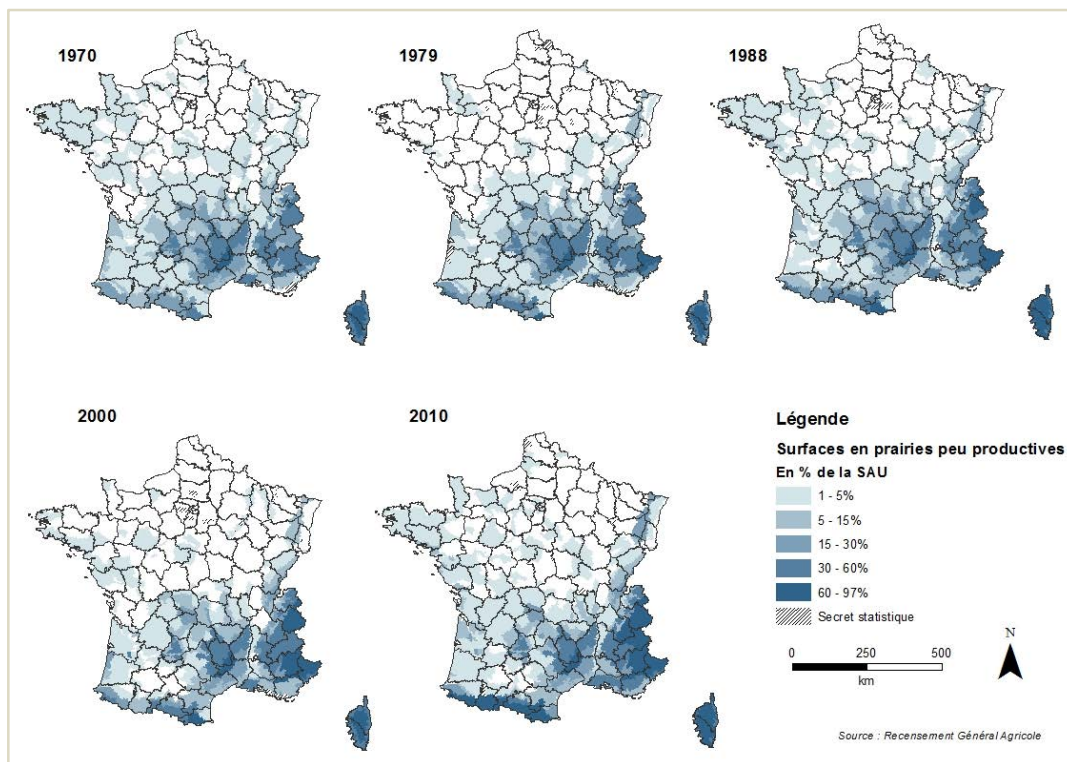 1970
1979
1988
2000
2010
Légende
Surfaces en prairies peu productives
En % de la SAU
1 - 5%
5 - 15%
15 - 30%
30 - 60%
60 - 97%
Secret statistique
N
0 250 500
km
Source : Recensement Général Agricole